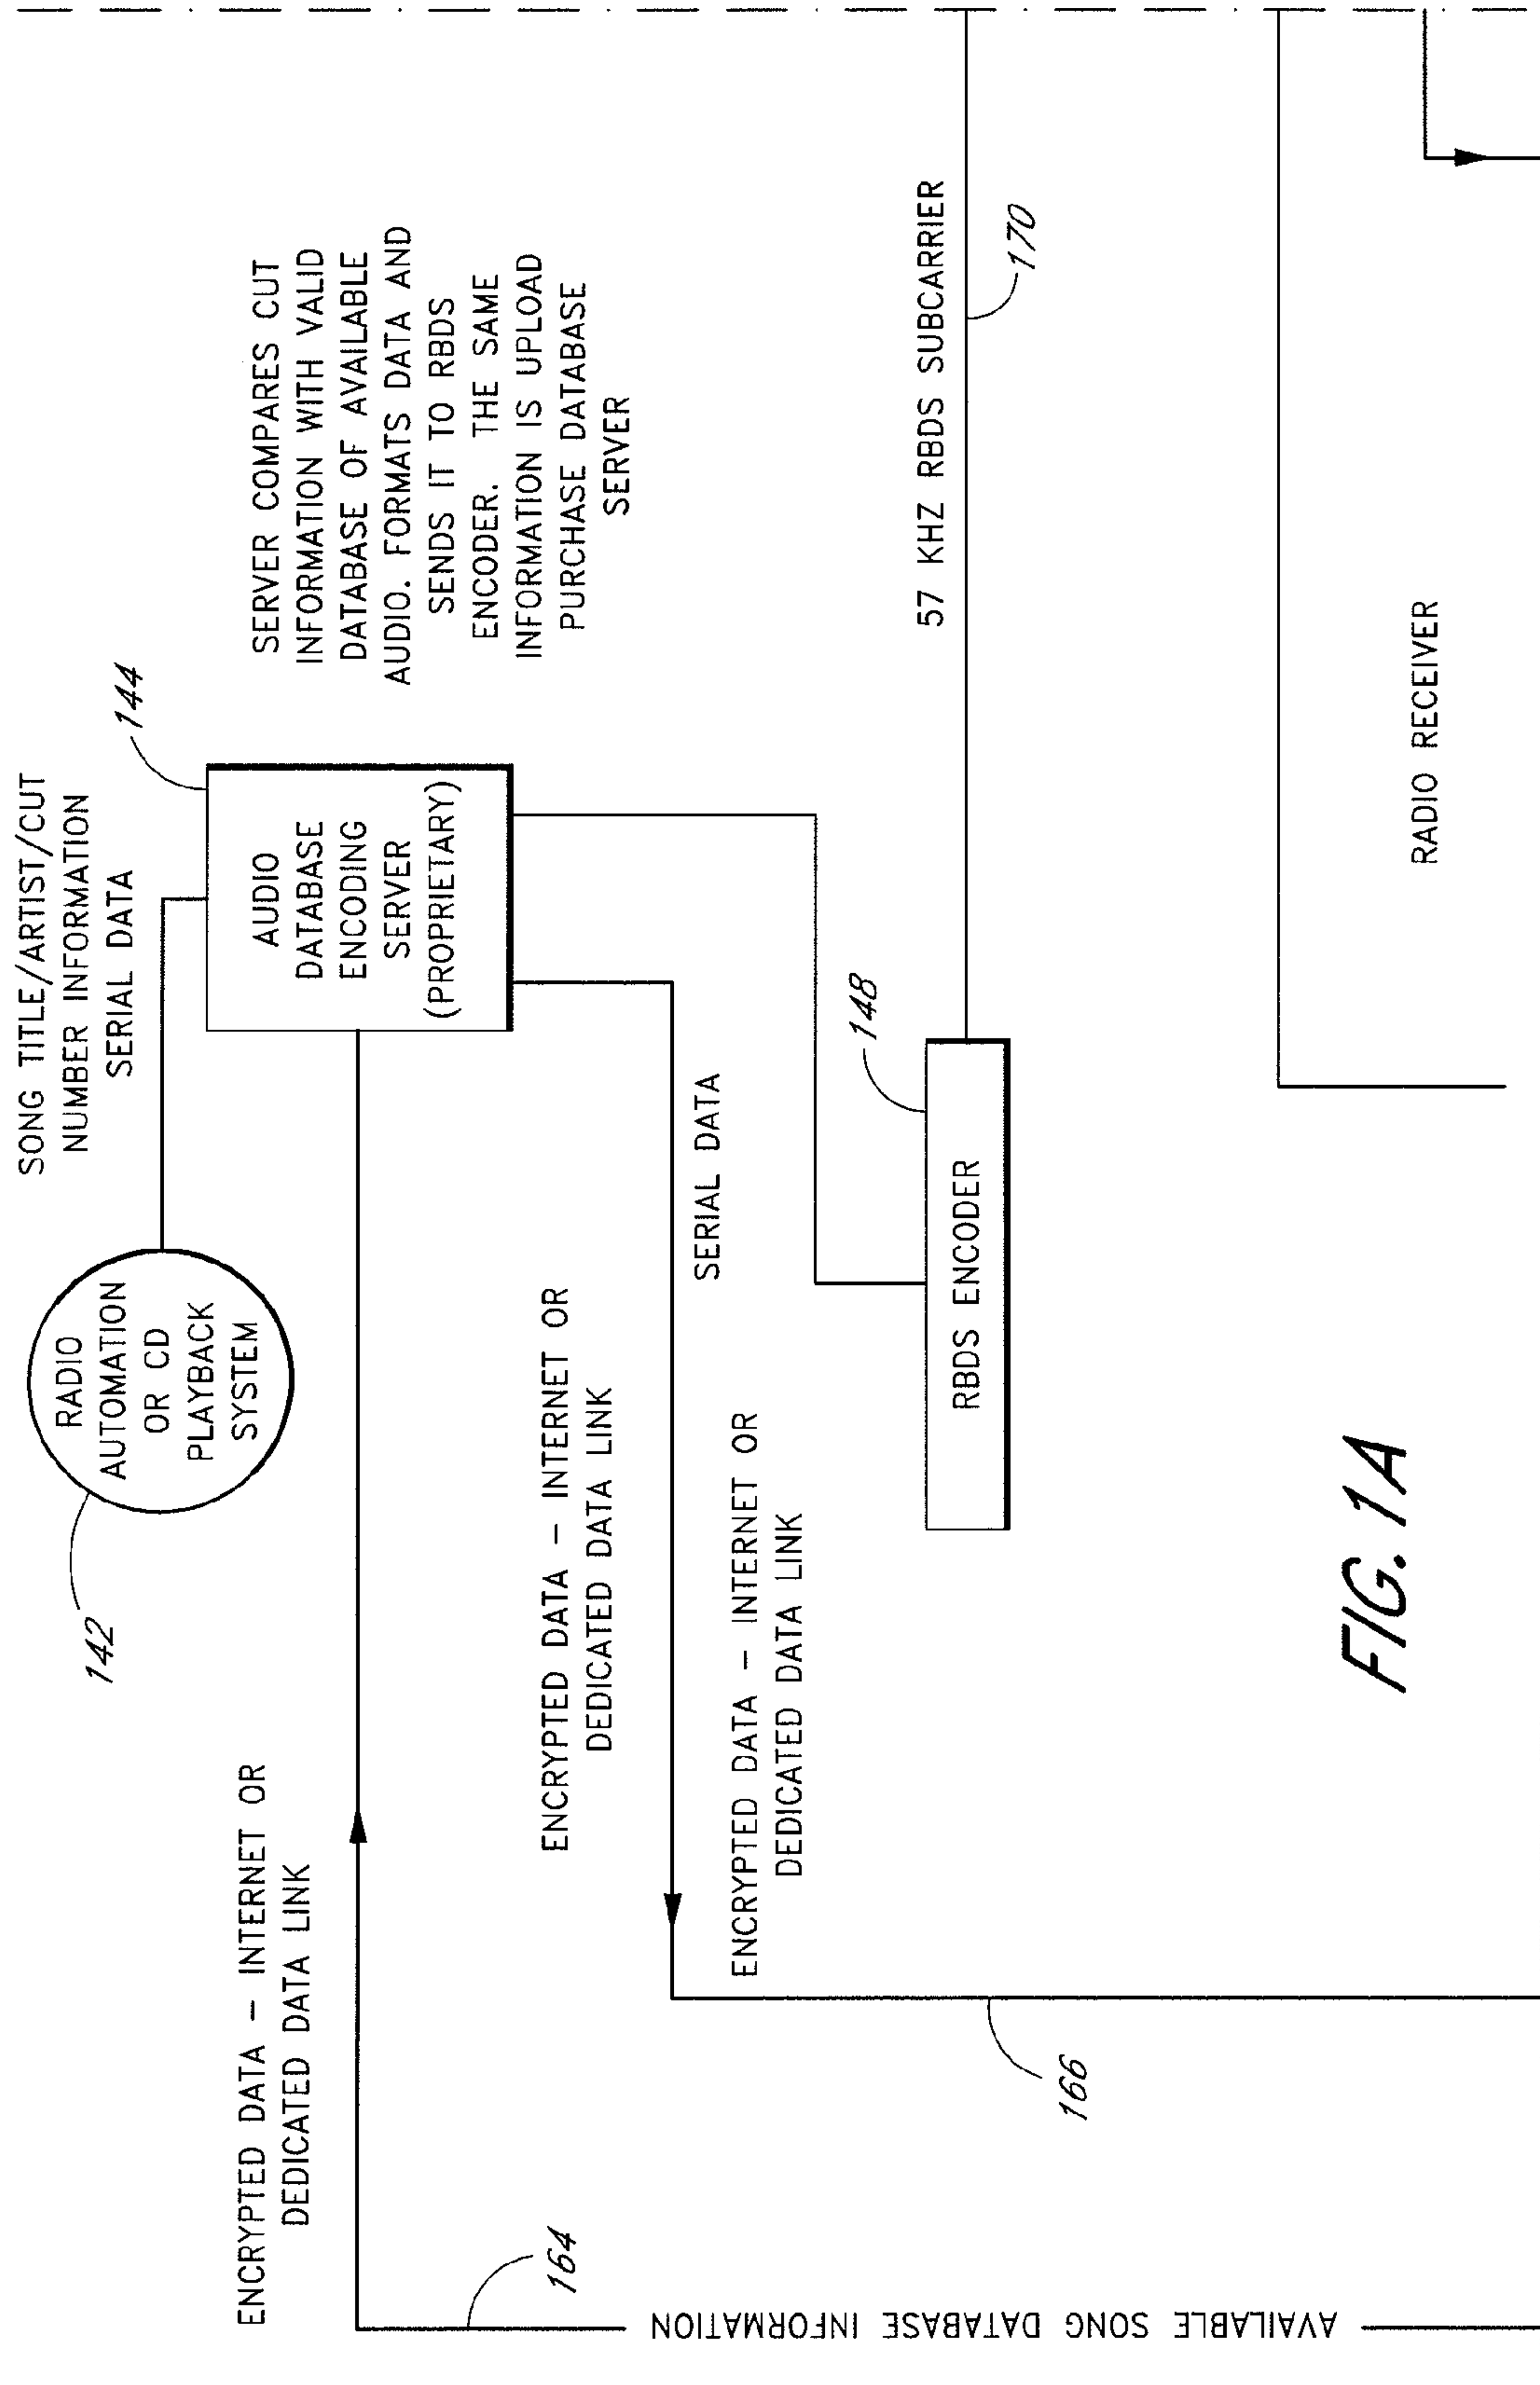 SONG TITLE/ARTIST/CUT
NUMBER INFORMATION
SERIAL DATA
144
RADIO
AUTOMATION
OR CD
PLAYBACK
SYSTEM
142
AUDIO
DATABASE
ENCODING
SERVER
(PROPRIETARY)
SERVER COMPARES CUT
INFORMATION WITH VALID
DATABASE OF AVAILABLE
AUDIO. FORMATS DATA AND
SENDS IT TO RBDS
ENCODER. THE SAME
INFORMATION IS UPLOAD
PURCHASE DATABASE
SERVER
ENCRYPTED DATA - INTERNET OR
DEDICATED DATA LINK
164
ENCRYPTED DATA - INTERNET OR
DEDICATED DATA LINK
SERIAL DATA
ENCRYPTED DATA - INTERNET OR
DEDICATED DATA LINK
148
RBDS ENCODER
57 KHZ RBDS SUBCARRIER
170
166
AVAILABLE SONG DATABASE INFORMATION
RADIO RECEIVER
FIG. 1A